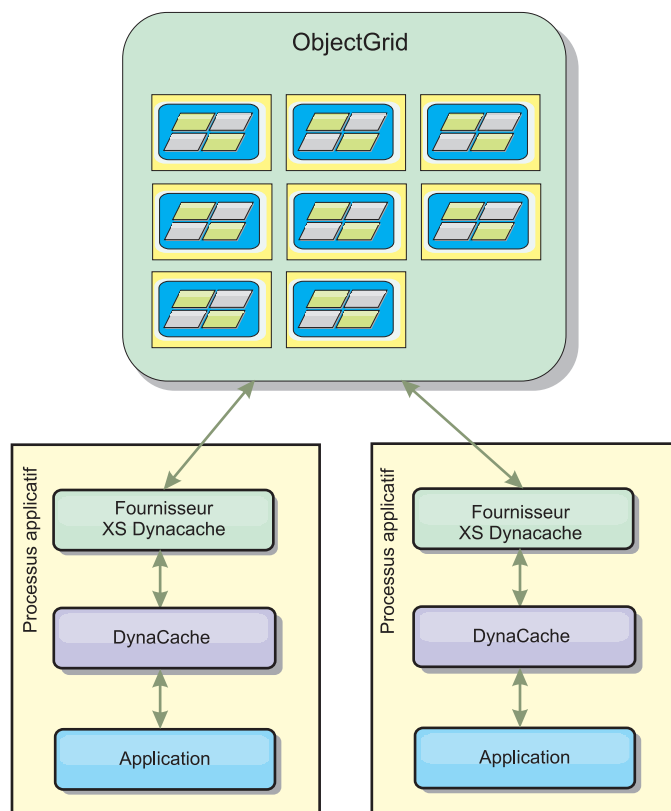 ObjectGrid
Processus applicatif
Fournisseur
XS Dynacache
DynaCache
Application
Processus applicatif
Fournisseur
XS Dynacache
DynaCache
Application